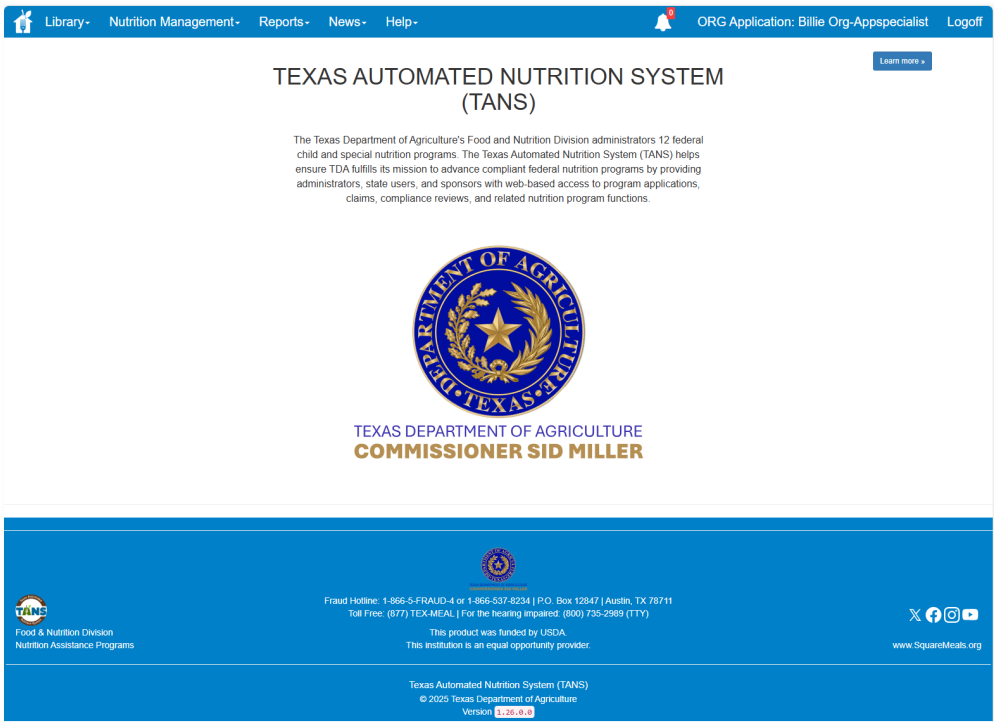 Library Nutrition Management Reports News Help 0 ORG Application: Billie Org-Appspecialist Logoff
Learn more »
TEXAS AUTOMATED NUTRITION SYSTEM
(TANS)
The Texas Department of Agriculture's Food and Nutrition Division administrators 12 federal
child and special nutrition programs. The Texas Automated Nutrition System (TANS) helps
ensure TDA fulfills its mission to advance compliant federal nutrition programs by providing
administrators, state users, and sponsors with web-based access to program applications,
claims, compliance reviews, and related nutrition program functions.
DEPARTMENT OF AGRICULTURE
TEXAS
TEXAS DEPARTMENT OF AGRICULTURE
COMMISSIONER SID MILLER
TANS
Food & Nutrition Division
Nutrition Assistance Programs
Fraud Hotline: 1-866-5-FRAUD-4 or 1-866-537-8234 | P.O. Box 12847 | Austin, TX 78711
Toll Free: (877) TEX-MEAL | For the hearing impaired: (800) 735-2989 (TTY)
This product was funded by USDA.
This institution is an equal opportunity provider.
www.SquareMeals.org
Texas Automated Nutrition System (TANS)
© 2025 Texas Department of Agriculture
Version 1.26.0.0